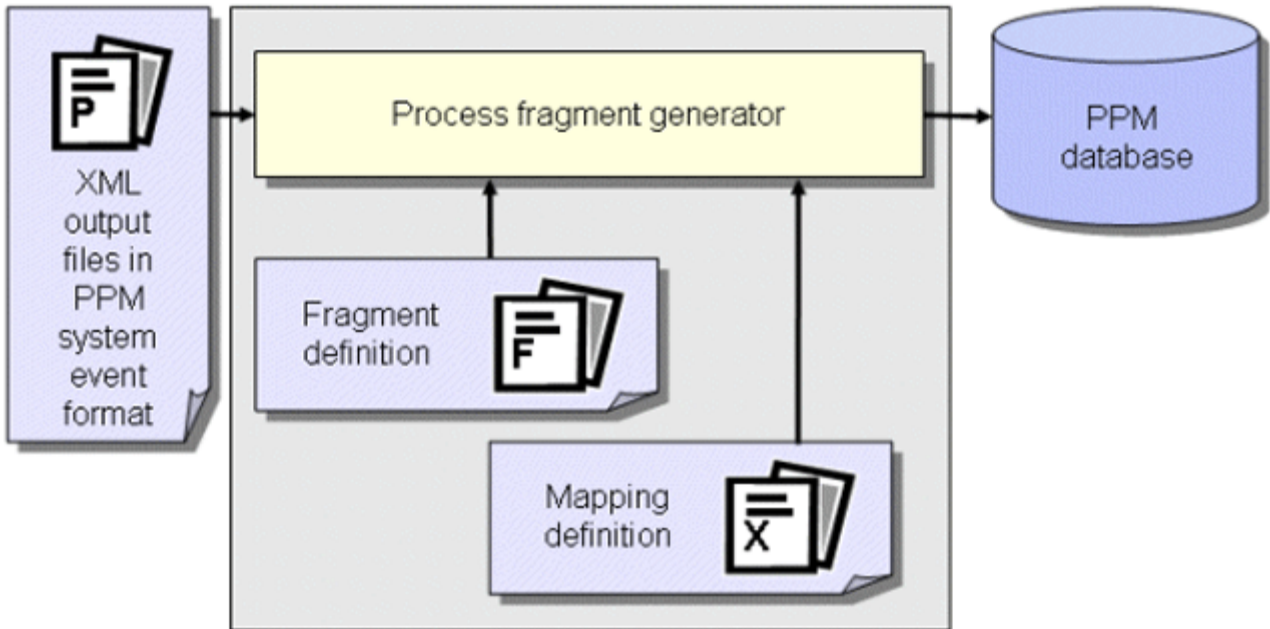 P
XML
output
files in
PPM
system
event
format
Process fragment generator
PPM
database
Fragment
definition
F
Mapping
definition
X